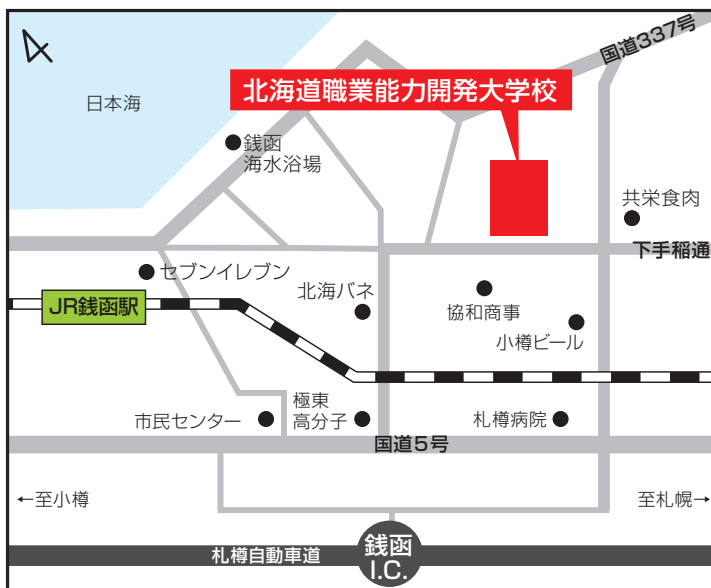 国道337号
日本海
北海道職業能力開発大学校
銭函
海水浴場
共栄食肉
下手稲通
セブンイレブン
北海バネ
JR銭函駅
協和商事
小樽ビール
極東
高分子
市民センター
札樽病院
国道5号
←至小樽
至札幌→
札樽自動車道
銭函
I.C.